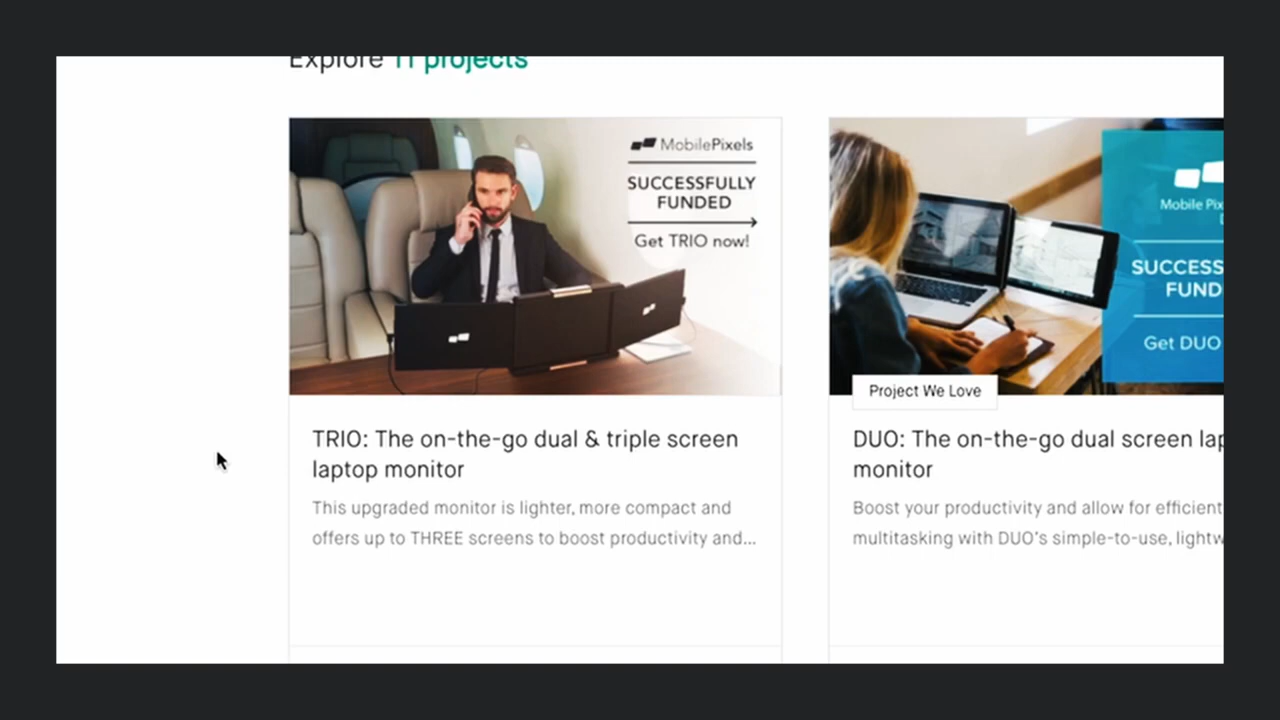 Explore 11 projects
MobilePixels
SUCCESSFULLY
FUNDED
Get TRIO now!
TRIO: The on-the-go dual & triple screen
laptop monitor
This upgraded monitor is lighter, more compact and
offers up to THREE screens to boost productivity and...
Mobile Pix
SUCCESS
FUND
Get DUO
Project We Love
DUO: The on-the-go dual screen lap
monitor
Boost your productivity and allow for efficient
multitasking with DUO's simple-to-use, lightw